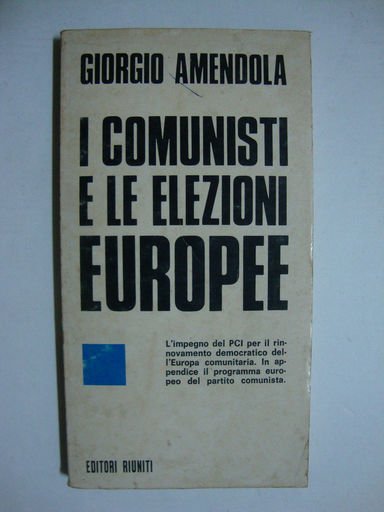 GIORGIO AMENDOLA
I COMUNISTI
E LE ELEZIONI
EUROPEE
L'impegno del PCI per il rin-
novamento democratico del-
l'Europa comunitaria. In ap-
pendice il programma euro-
peo del partito comunista.
EDITORI RIUNITI